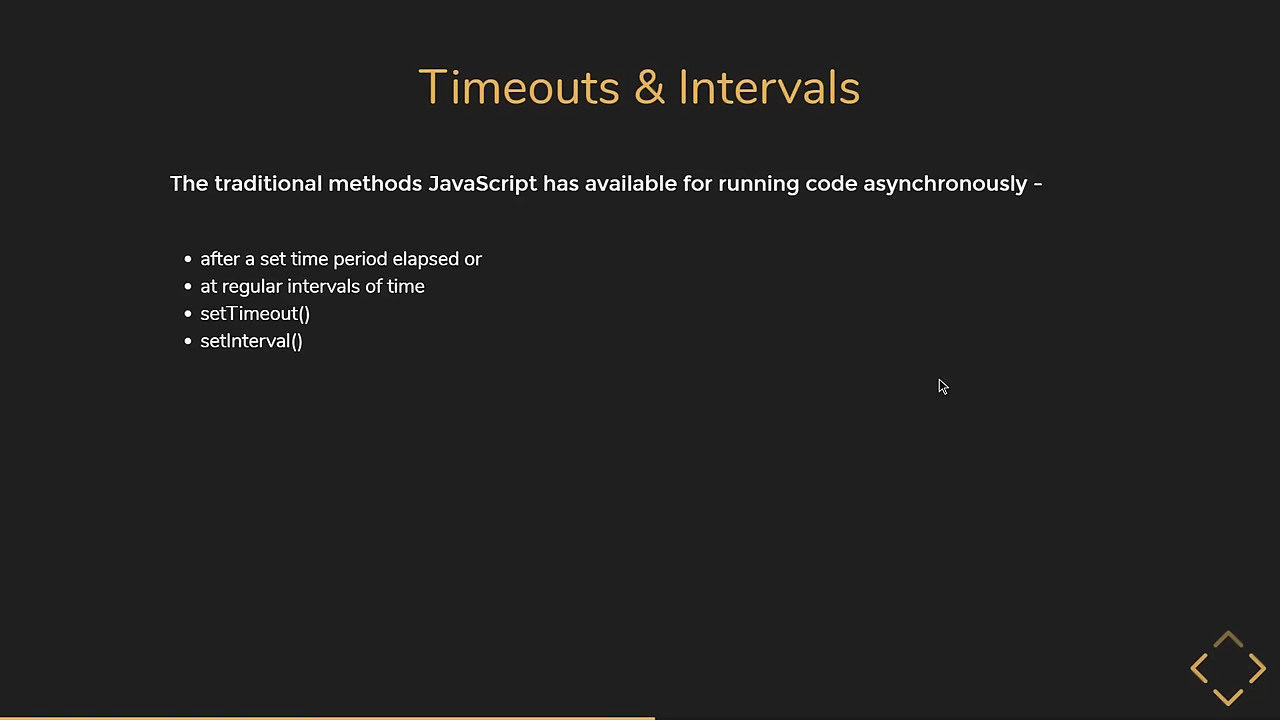 Timeouts & Intervals
The traditional methods JavaScript has available for running code asynchronously -
• after a set time period elapsed or
• at regular intervals of time
• setTimeout()
• setInterval()